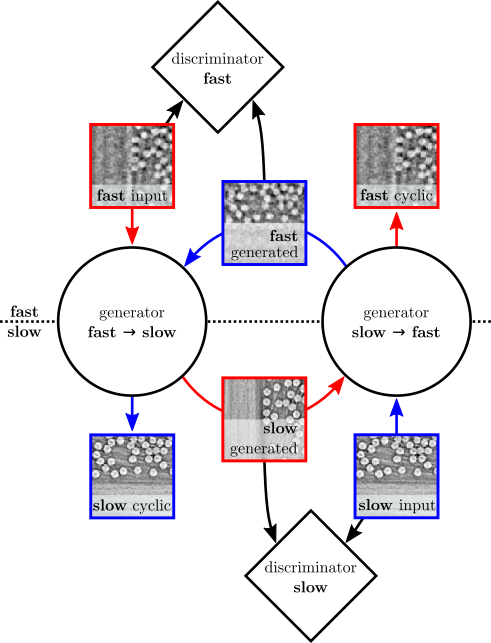 discriminator
fast
fast input
fast cyclic
fast
generated
fast
slow
generator
fast → slow
generator
slow → fast
slow
generated
slow cyclic
slow input
discriminator
slow